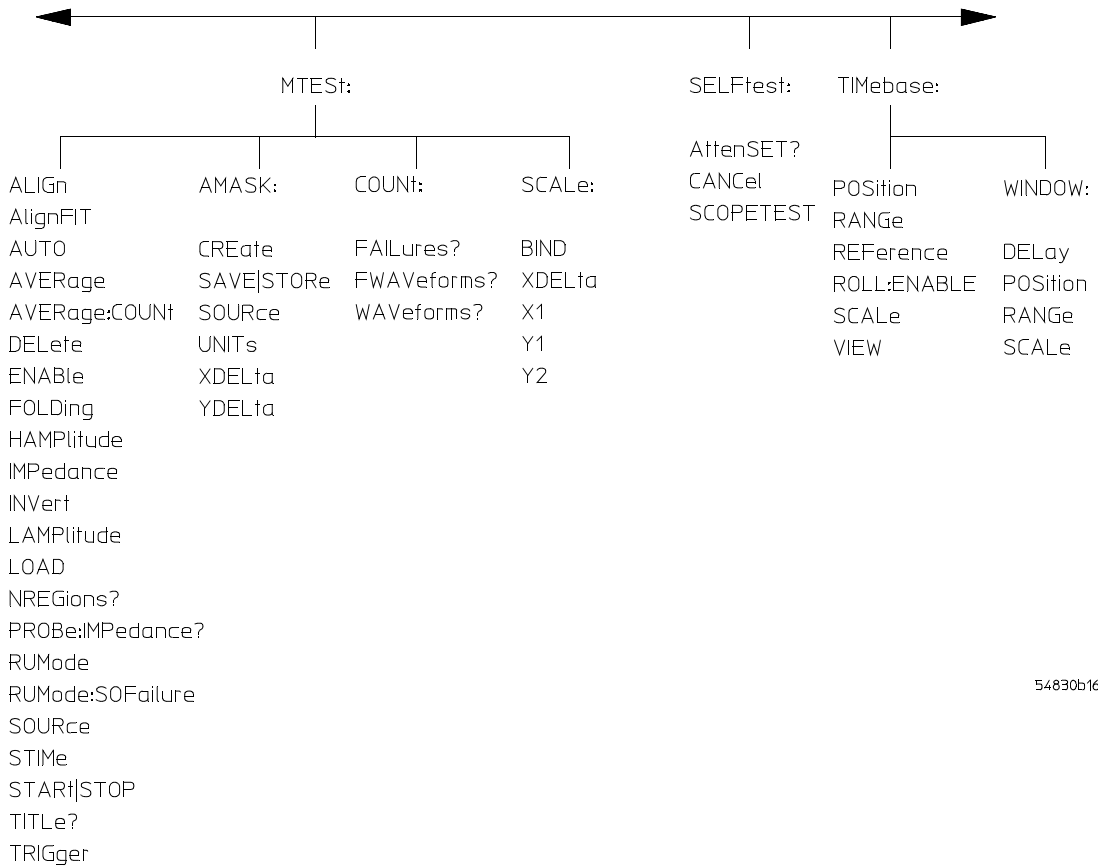 MTESt:
SELFtest:
TIMebase:
ALIGn
AlignFIT
AUTO
AVERage
AVERage:COUNt
DELete
ENABle
FOLDing
HAMPlitude
IMPedance
INVert
LAMPlitude
LOAD
NREGions?
PROBe:IMPedance?
RUMode
RUMode:SOFailure
SOURce
STIMe
STARt|STOP
TITLe?
TRIGger
AMASK:
CREate
SAVE|STORe
SOURce
UNITs
XDELta
YDELta
COUNt:
FAILures?
FWAVeforms?
WAVeforms?
SCALe:
BIND
XDELta
X1
Y1
Y2
AttenSET?
CANCel
SCOPETEST
POSition
RANGe
REFerence
ROLL:ENABLE
SCALe
VIEW
WINDOW:
DELay
POSition
RANGe
SCALe
54830b16